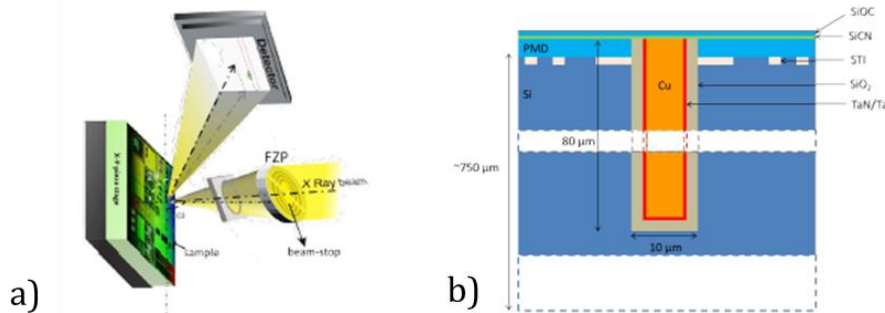 Detector
FZP
X Ray beam
X-Y piezo stage
ω
sample
beam-stop
a)
SiOC
SiCN
PMD
STI
Si
Cu
SiO2
TaN/Ta
80 μm
~750 μm
10 μm
b)